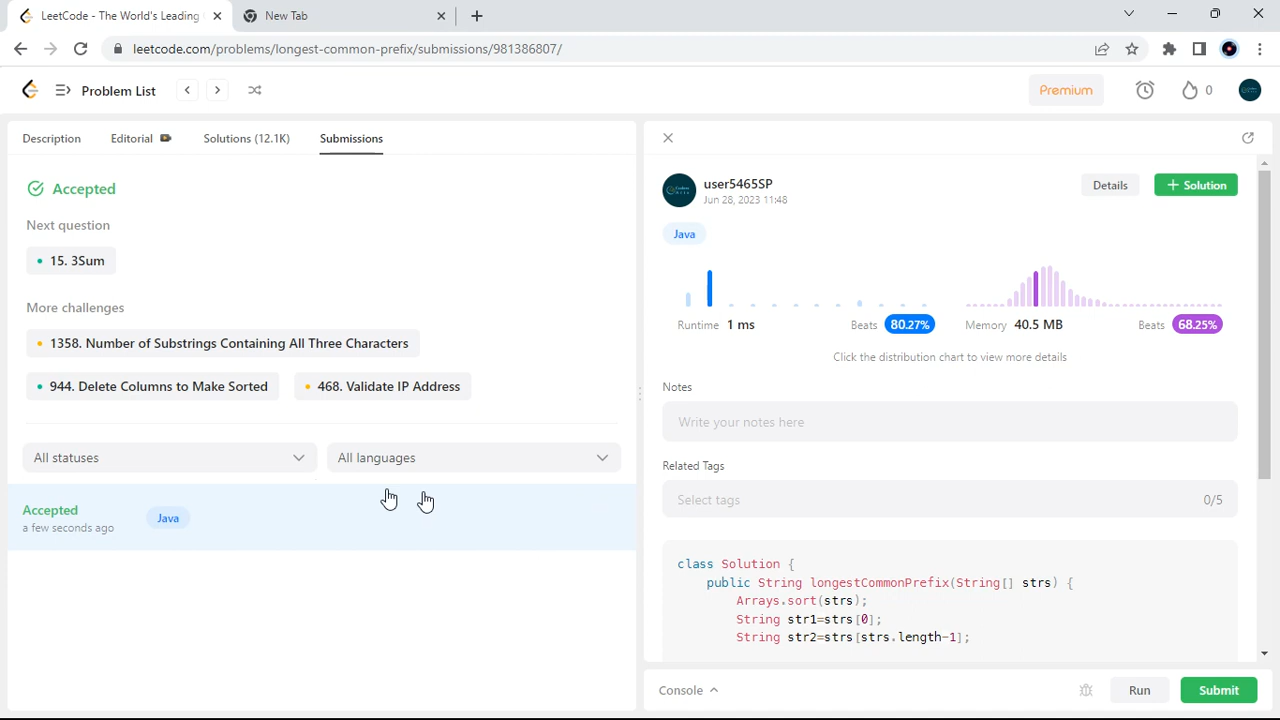 LeetCode - The World's Leading
New Tab
leetcode.com/problems/longest-common-prefix/submissions/981386807/
Problem List
Premium
0
Description
Editorial
Solutions (12.1K)
Submissions
Accepted
Next question
15. 3Sum
More challenges
1358. Number of Substrings Containing All Three Characters
944. Delete Columns to Make Sorted
468. Validate IP Address
All statuses
All languages
Accepted
a few seconds ago
Java
user5465SP
Jun 28, 2023 11:48
Details
+ Solution
Java
Runtime 1 ms
Beats 80.27%
Memory 40.5 MB
Beats 68.25%
Click the distribution chart to view more details
Notes
Write your notes here
Related Tags
Select tags
0/5
class Solution {
public String longestCommonPrefix(String[] strs) {
Arrays.sort(strs);
String str1=strs[0];
String str2=strs[strs.length-1];
Console
Run
Submit